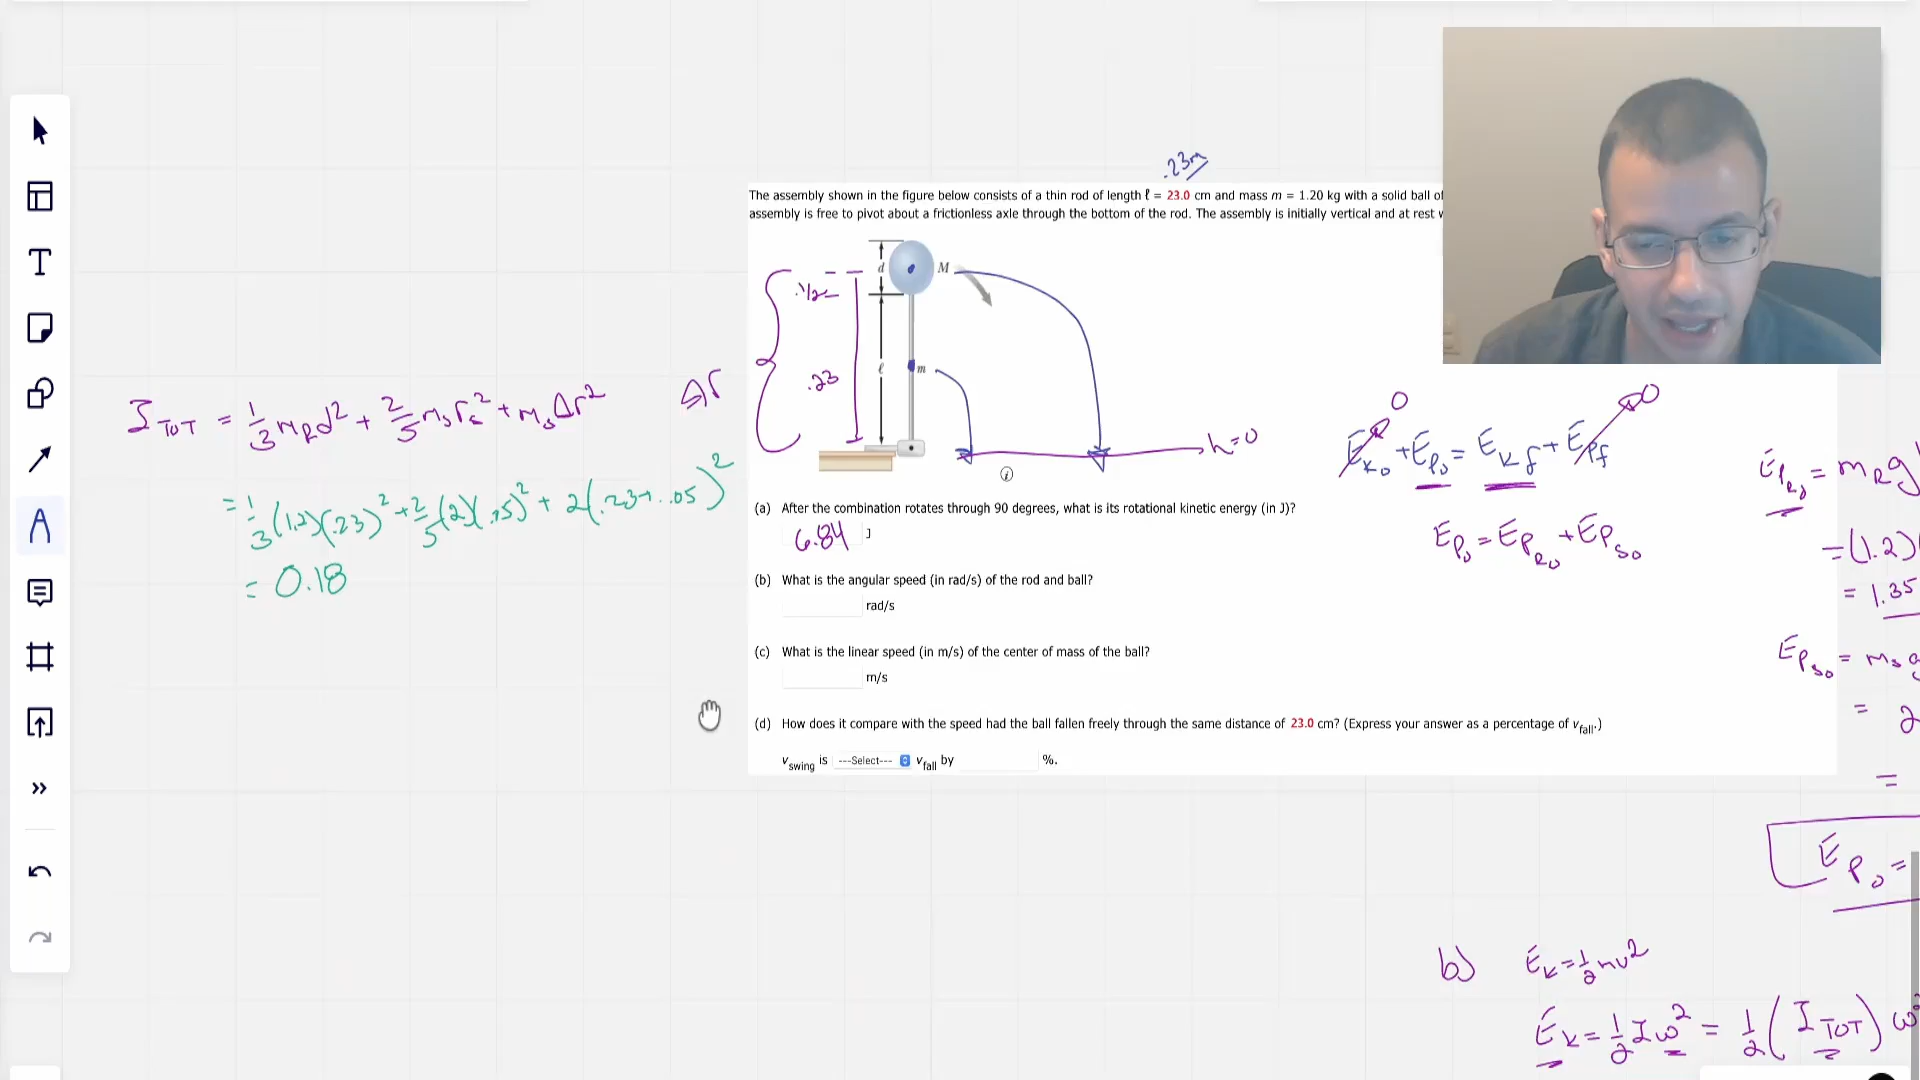 .23m
The assembly shown in the figure below consists of a thin rod of length ℓ = 23.0 cm and mass m = 1.20 kg with a solid ball of
assembly is free to pivot about a frictionless axle through the bottom of the rod. The assembly is initially vertical and at rest w
d M
.1/2
ℓ m
.23
h=0
(a) After the combination rotates through 90 degrees, what is its rotational kinetic energy (in J)?
6.84 J
(b) What is the angular speed (in rad/s) of the rod and ball?
rad/s
(c) What is the linear speed (in m/s) of the center of mass of the ball?
m/s
(d) How does it compare with the speed had the ball fallen freely through the same distance of 23.0 cm? (Express your answer as a percentage of v_fall.)
v_swing is ---Select--- v_fall by %.
I_TOT = 1/3 m_R d² + 2/5 m_s r_s² + m_s Δr²
Δr
= 1/3 (1.2)(.23)² + 2/5 (2)(.05)² + 2(.23+.05)²
= 0.18
0 0
E_K0 + E_P0 = E_Kf + E_Pf
E_P0 = E_PR0 + E_PS0
E_PR0 = m_R g
= (1.2)
= 1.35
E_PS0 = m_s g
= 2
=
E_P0 =
b) E_K = 1/2 mv²
E_K = 1/2 I ω² = 1/2 (I_TOT) ω²
T